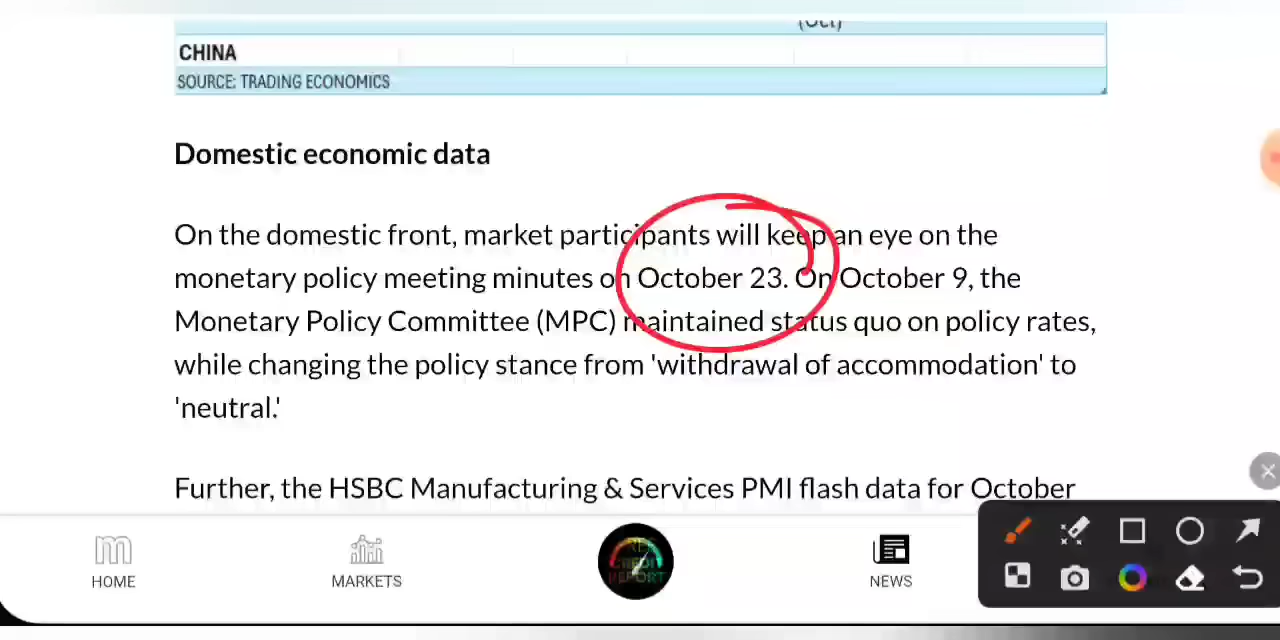 (Oct)
CHINA
SOURCE: TRADING ECONOMICS
Domestic economic data
On the domestic front, market participants will keep an eye on the
monetary policy meeting minutes on October 23. On October 9, the
Monetary Policy Committee (MPC) maintained status quo on policy rates,
while changing the policy stance from 'withdrawal of accommodation' to
'neutral.'
Further, the HSBC Manufacturing & Services PMI flash data for October
FREE
CREDIT
REPORT
HOME
MARKETS
NEWS